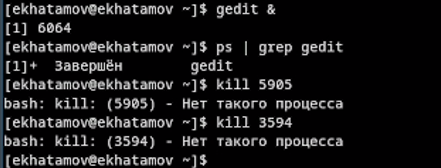 [ekhatamov@ekhatamov ~]$ gedit &
[1] 6064
[ekhatamov@ekhatamov ~]$ ps | grep gedit
[1]+  Завершён        gedit
[ekhatamov@ekhatamov ~]$ kill 5905
bash: kill: (5905) - Нет такого процесса
[ekhatamov@ekhatamov ~]$ kill 3594
bash: kill: (3594) - Нет такого процесса
[ekhatamov@ekhatamov ~]$